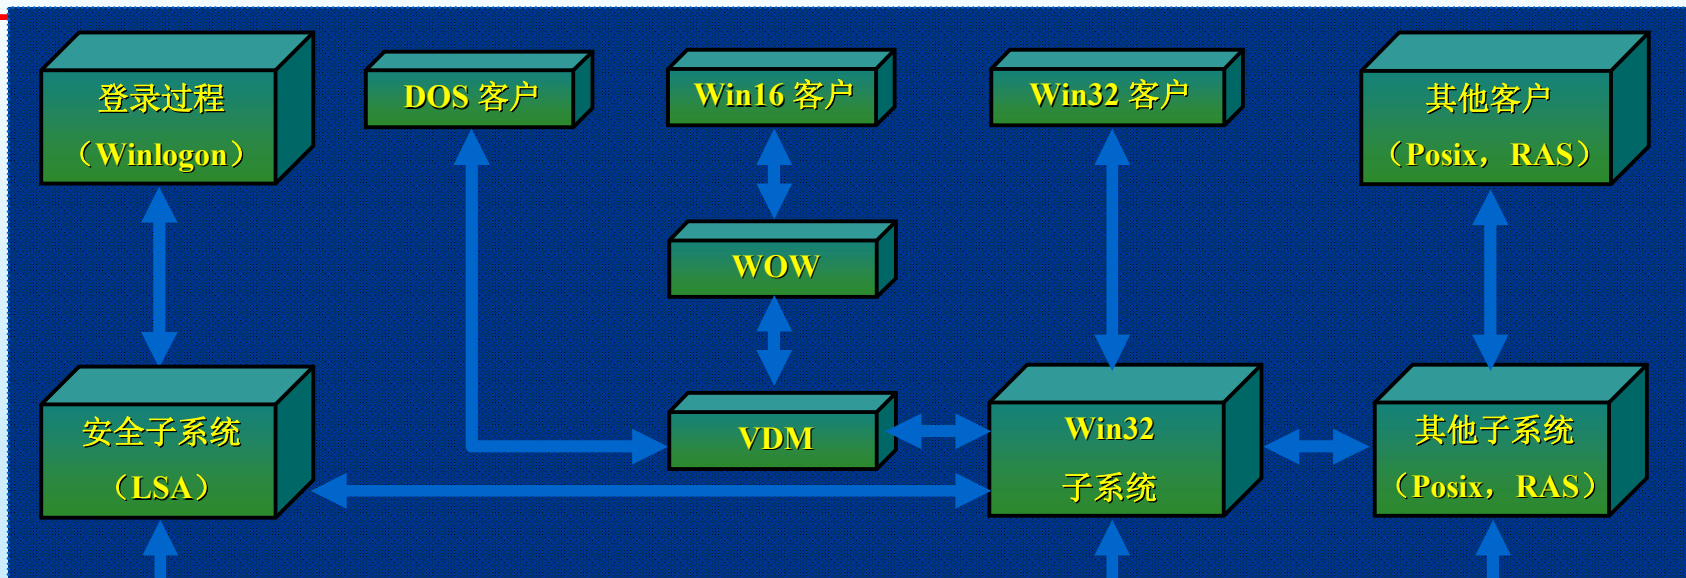 登录过程
（Winlogon）
DOS 客户
Win16 客户
Win32 客户
其他客户
（Posix，RAS）
WOW
安全子系统
（LSA）
VDM
Win32
子系统
其他子系统
（Posix，RAS）